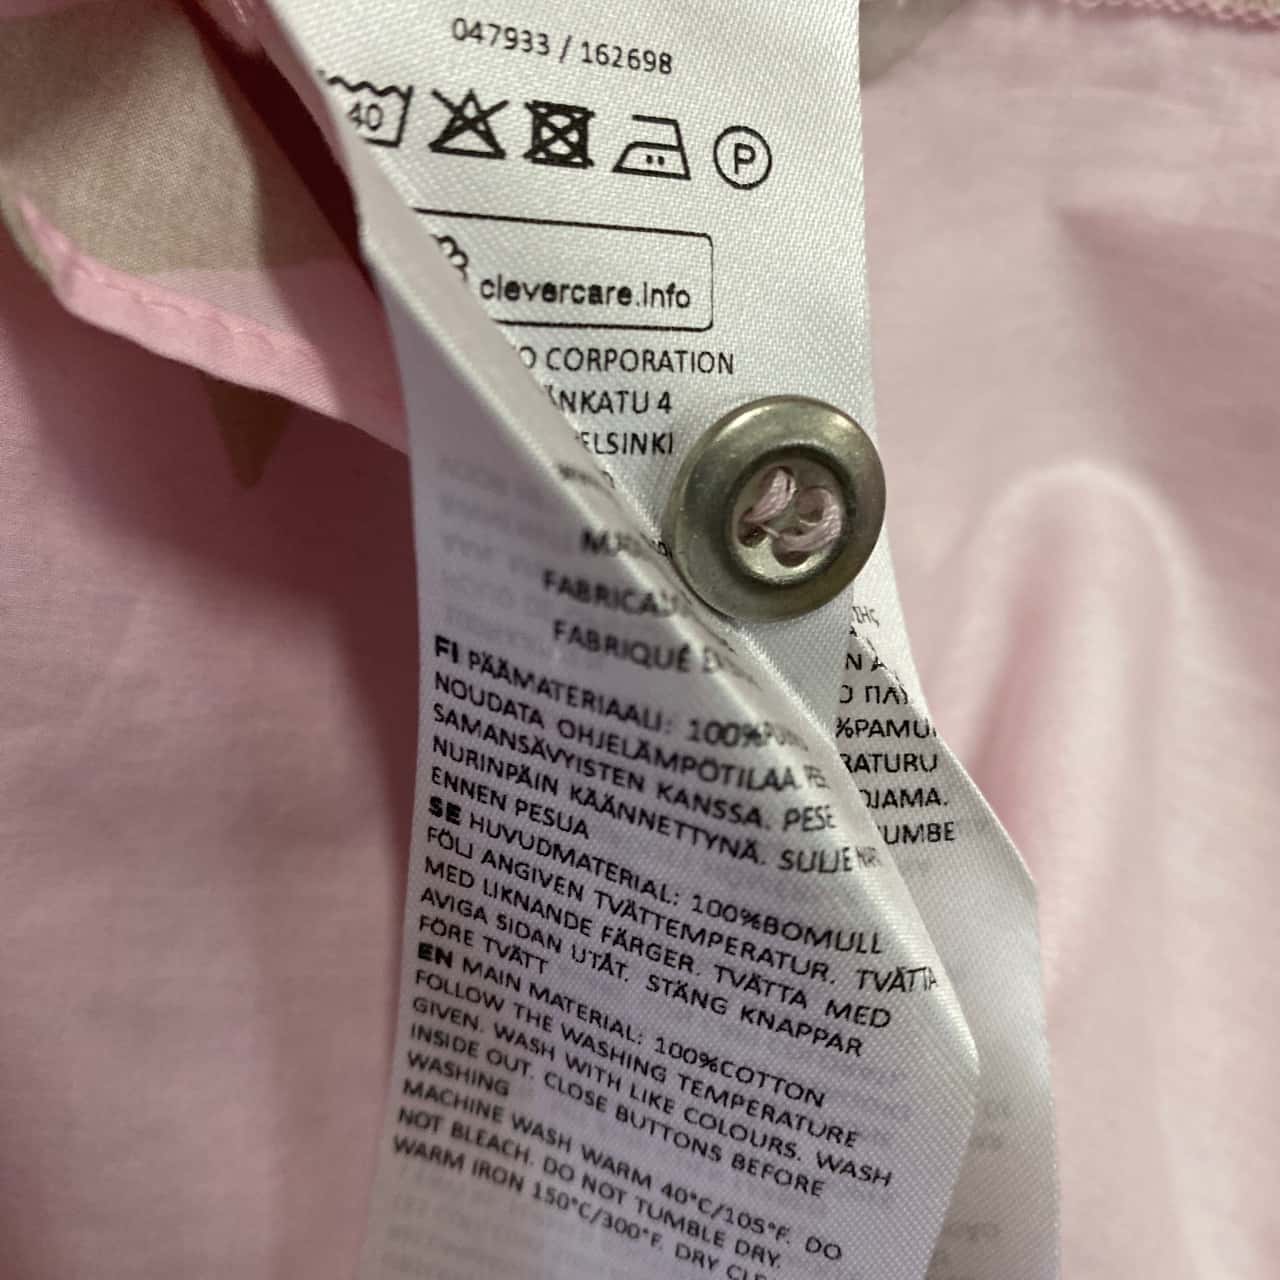 047933 / 162698
40
P
clevercare.info
CORPORATION
NKATU 4
ELSINKI
FABRIQUÉ
FI PÄÄMATERIAALI: 100%
NOUDATA OHJELÄMPÖTILAA.
SAMANSÄVYISTEN KANSSA. PESE
NURINPÄIN KÄÄNNETTYNÄ. SULJE
ENNEN PESUA
SE HUVUDMATERIAL: 100%BOMULL
FÖLJ ANGIVEN TVÄTTEMPERATUR. TVÄTTA
MED LIKNANDE FÄRGER. TVÄTTA MED
AVIGA SIDAN UTÅT. STÄNG KNAPPAR
FÖRE TVÄTT
EN MAIN MATERIAL: 100%COTTON
FOLLOW THE WASHING TEMPERATURE
GIVEN. WASH WITH LIKE COLOURS. WASH
INSIDE OUT. CLOSE BUTTONS BEFORE
WASHING
MACHINE WASH WARM 40°C/105°F. DO
NOT BLEACH. DO NOT TUMBLE DRY.
WARM IRON 150°C/300°F. DRY CLE
%PAMU
RATURU
OJAMA.
UMBE